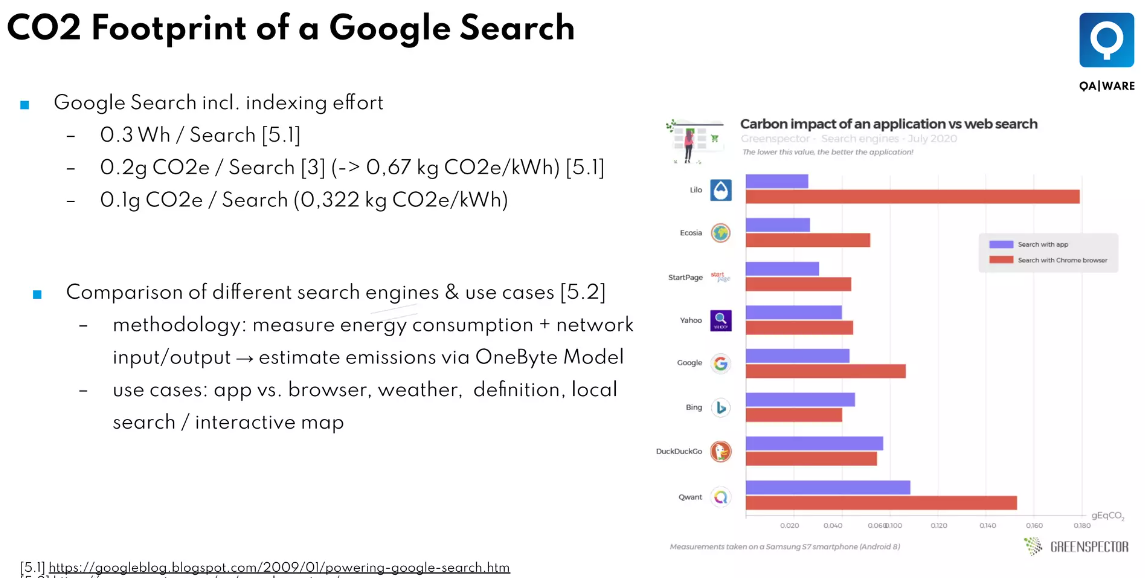 CO2 Footprint of a Google Search
QA|WARE
Google Search incl. indexing effort
– 0.3 Wh / Search [5.1]
– 0.2g CO2e / Search [3] (-> 0,67 kg CO2e/kWh) [5.1]
– 0.1g CO2e / Search (0,322 kg CO2e/kWh)
Comparison of different search engines & use cases [5.2]
– methodology: measure energy consumption + network
input/output → estimate emissions via OneByte Model
– use cases: app vs. browser, weather, definition, local
search / interactive map
[5.1] https://googleblog.blogspot.com/2009/01/powering-google-search.htm
Carbon impact of an application vs web search
Greenspector - Search engines - July 2020
The lower this value, the better the application!
Lilo
Ecosia
StartPage
start
page
Yahoo
Google
Bing
DuckDuckGo
Qwant
Search with app
Search with Chrome browser
0.020 0.040 0.100 0.120 0.140 0.160 0.180
gEqCO2
Measurements taken on a Samsung S7 smartphone (Android 8)
GREENSPECTOR